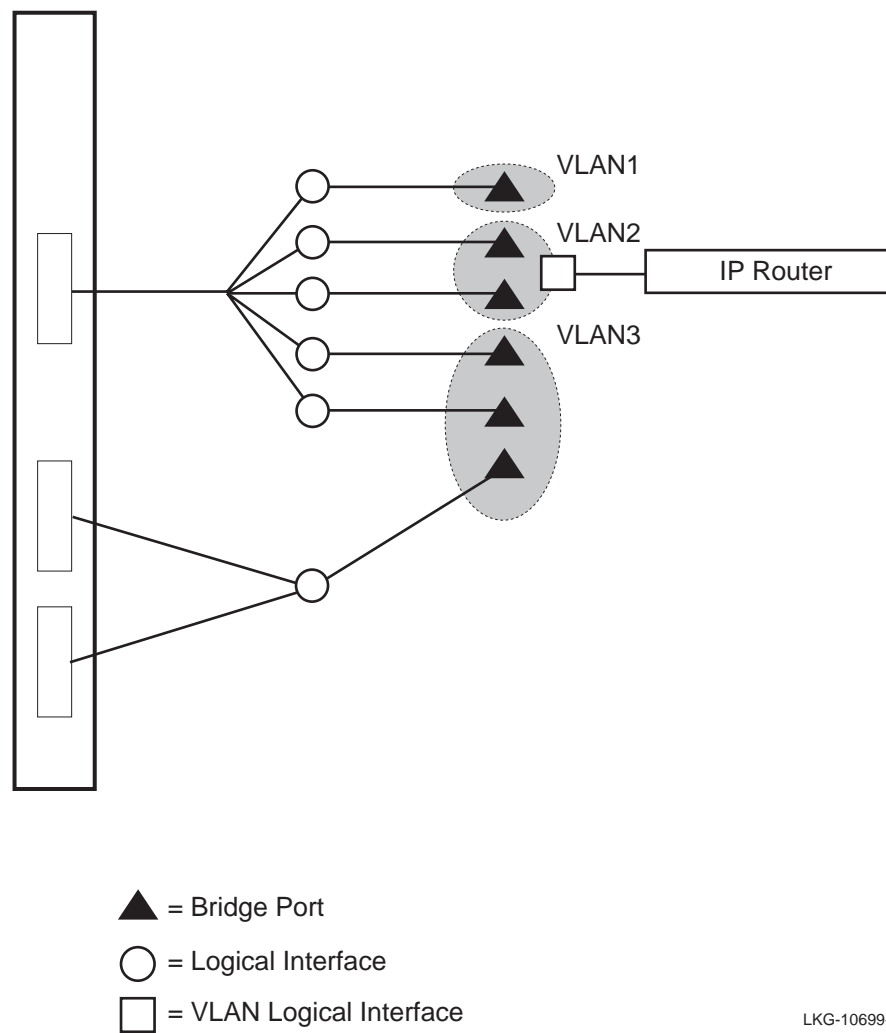 VLAN1
VLAN2
IP Router
VLAN3
= Bridge Port
= Logical Interface
= VLAN Logical Interface
LKG-10699-